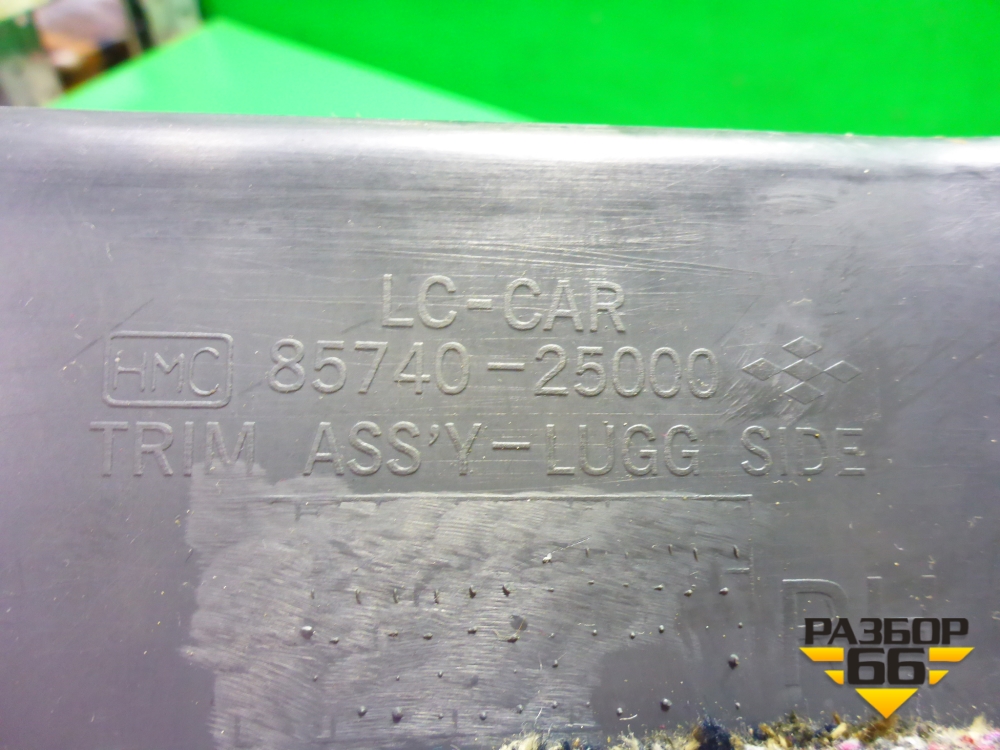 LC-CAR
HMC 85740-25000
TRIM ASS'Y-LUGG SIDE
РАЗБОР
66